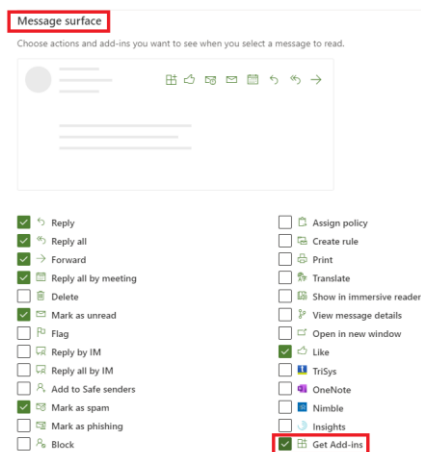 Message surface
Choose actions and add-ins you want to see when you select a message to read.
Reply
Reply all
Forward
Reply all by meeting
Delete
Mark as unread
Flag
Reply by IM
Reply all by IM
Add to Safe senders
Mark as spam
Mark as phishing
Block
Assign policy
Create rule
Print
Translate
Show in immersive reader
View message details
Open in new window
Like
TriSys
OneNote
Nimble
Insights
Get Add-ins